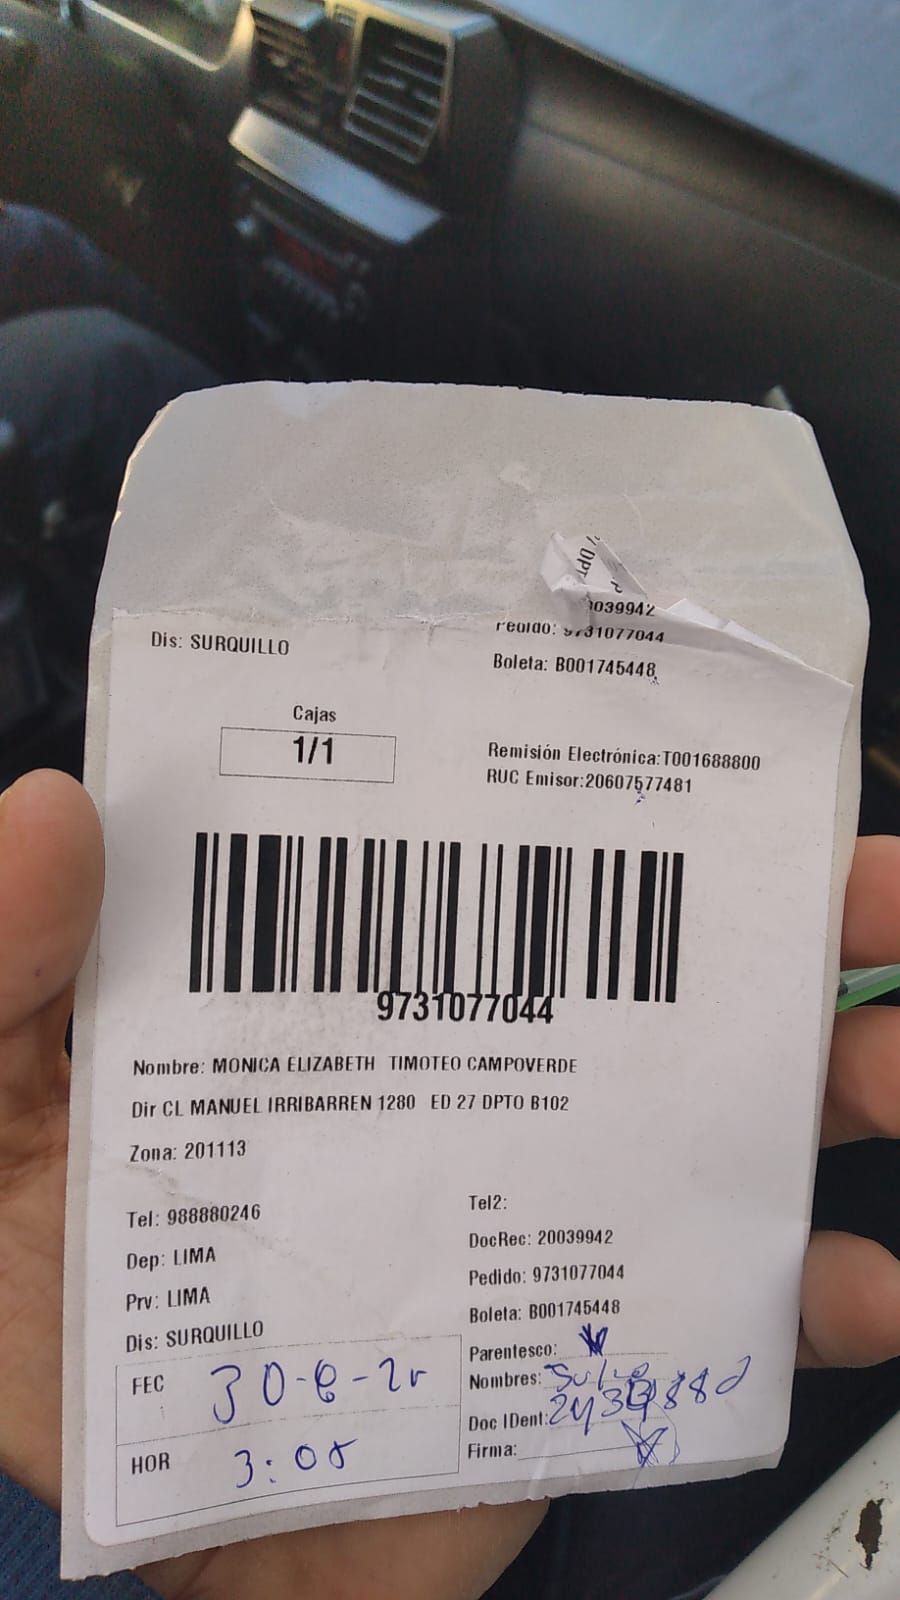 DPT
0039942
Pedido: 9731077044
Dis: SURQUILLO
Boleta: B001745448
Cajas
1/1
Remisión Electrónica:T001688800
RUC Emisor:20607577481
9731077044
Nombre: MONICA ELIZABETH TIMOTEO CAMPOVERDE
Dir CL MANUEL IRRIBARREN 1280 ED 27 DPTO B102
Zona: 201113
Tel: 988880246
Tel2:
Dep: LIMA
DocRec: 20039942
Prv: LIMA
Pedido: 9731077044
Dis: SURQUILLO
Boleta: B001745448
Parentesco:
FEC 30-6-25
Nombres:
Doc IDent:
HOR 3:05
Firma: